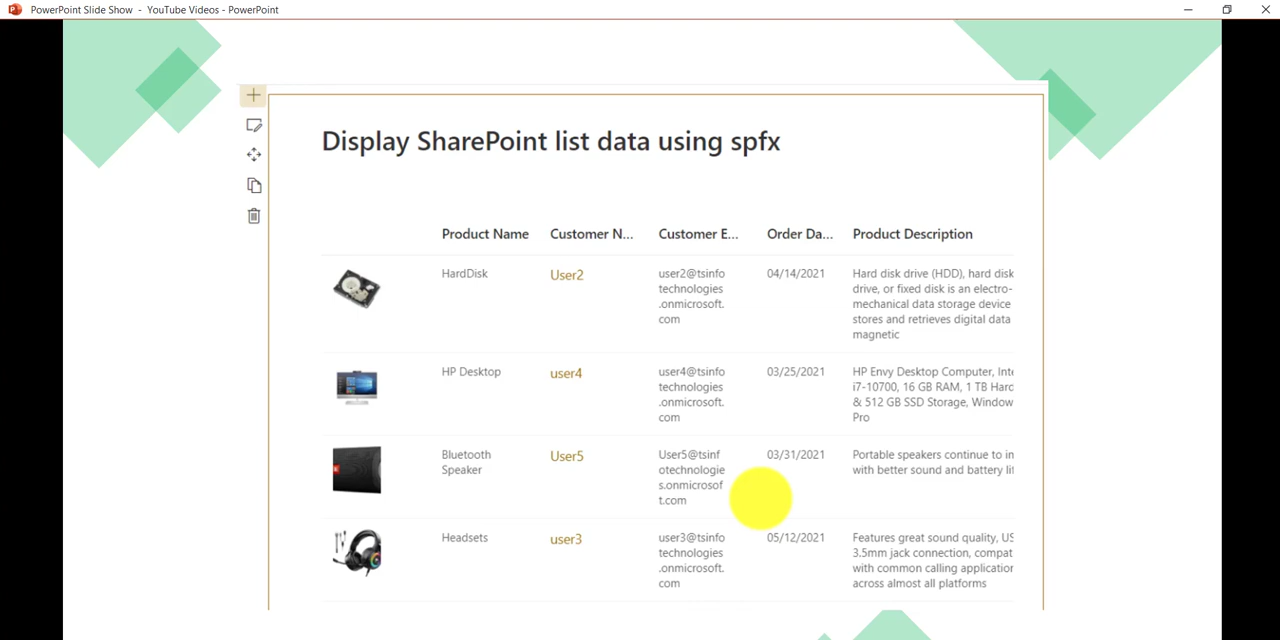 PowerPoint Slide Show - YouTube Videos - PowerPoint
Display SharePoint list data using spfx
Product Name Customer N... Customer E... Order Da... Product Description
HardDisk
User2
user2@tsinfo
technologies
.onmicrosoft.
com
04/14/2021
Hard disk drive (HDD), hard disk
drive, or fixed disk is an electro-
mechanical data storage device
stores and retrieves digital data
magnetic
HP Desktop
user4
user4@tsinfo
technologies
.onmicrosoft.
com
03/25/2021
HP Envy Desktop Computer, Inte
i7-10700, 16 GB RAM, 1 TB Hard
& 512 GB SSD Storage, Window
Pro
Bluetooth
Speaker
User5
User5@tsinf
otechnologie
s.onmicrosof
t.com
03/31/2021
Portable speakers continue to in
with better sound and battery lif
Headsets
user3
user3@tsinfo
technologies
.onmicrosoft.
com
05/12/2021
Features great sound quality, US
3.5mm jack connection, compat
with common calling application
across almost all platforms